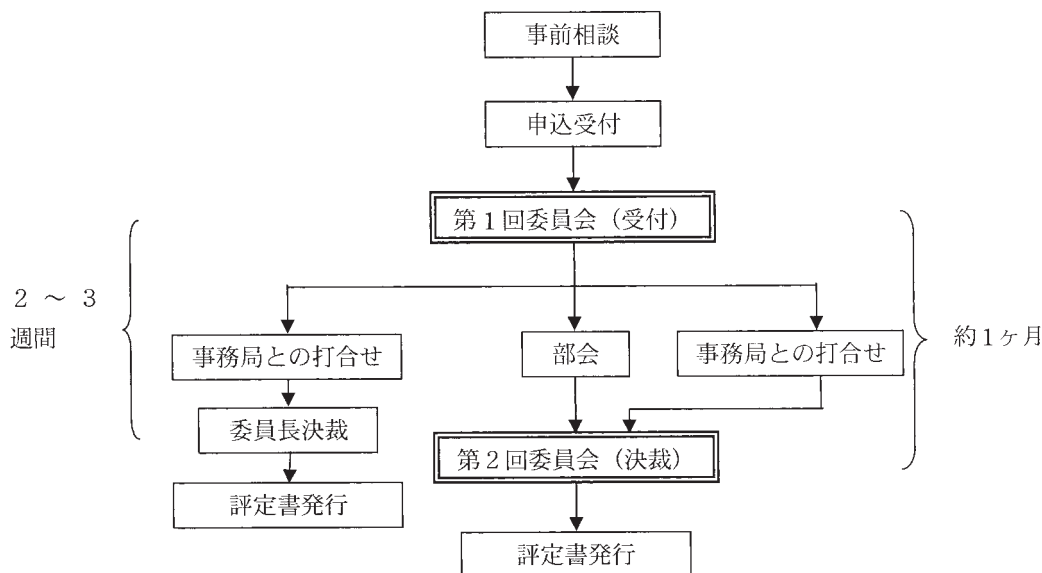 事前相談
申込受付
第１回委員会（受付）
２ ～ ３
週間
事務局との打合せ
部会
事務局との打合せ
約１ヶ月
委員長決裁
第２回委員会（決裁）
評定書発行
評定書発行